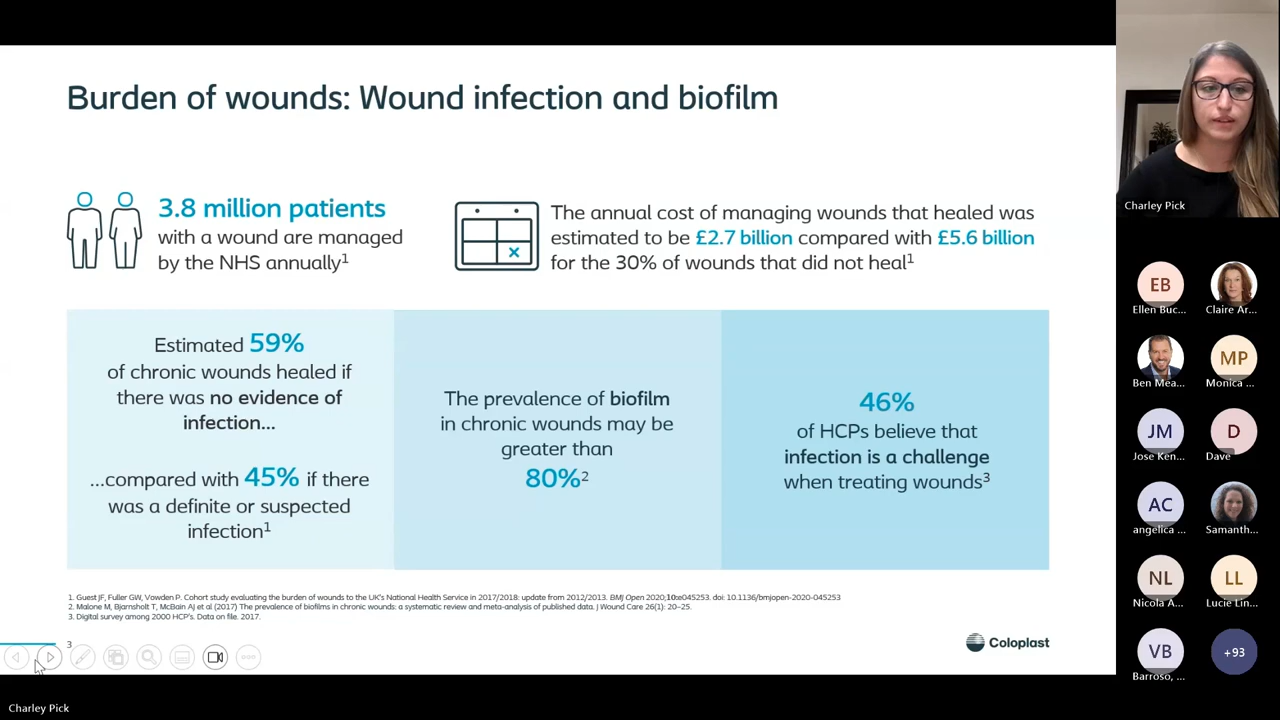 Burden of wounds: Wound infection and biofilm
3.8 million patients
with a wound are managed
by the NHS annually1
The annual cost of managing wounds that healed was
estimated to be £2.7 billion compared with £5.6 billion
for the 30% of wounds that did not heal1
Estimated 59%
of chronic wounds healed if
there was no evidence of
infection...
...compared with 45% if there
was a definite or suspected
infection1
The prevalence of biofilm
in chronic wounds may be
greater than
80%2
46%
of HCPs believe that
infection is a challenge
when treating wounds3
1. Guest JF, Fuller GW, Vowden P. Cohort study evaluating the burden of wounds to the UK's National Health Service in 2017/2018: update from 2012/2013. BMJ Open 2020;10:e045253. doi: 10.1136/bmjopen-2020-045253
2. Malone M, Bjarnsholt T, McBain AJ et al (2017) The prevalence of biofilms in chronic wounds: a systematic review and meta-analysis of published data. J Wound Care 26(1): 20–25.
3. Digital survey among 2000 HCP's. Data on file. 2017.
3
Coloplast
Charley Pick
EB
Ellen Buc...
Claire Ar...
Ben Mea...
MP
Monica ...
JM
Jose Ken...
D
Dave
AC
angelica ...
Samanth...
NL
Nicola A...
LL
Lucie Lin...
VB
Barroso, ...
+93
Charley Pick